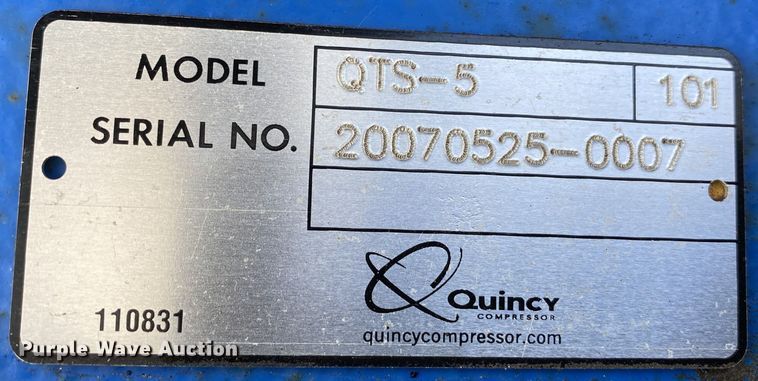 MODEL QTS-5 101
SERIAL NO. 20070525-0007
Quincy
COMPRESSOR
110831
quincycompressor.com
Purple Wave Auction